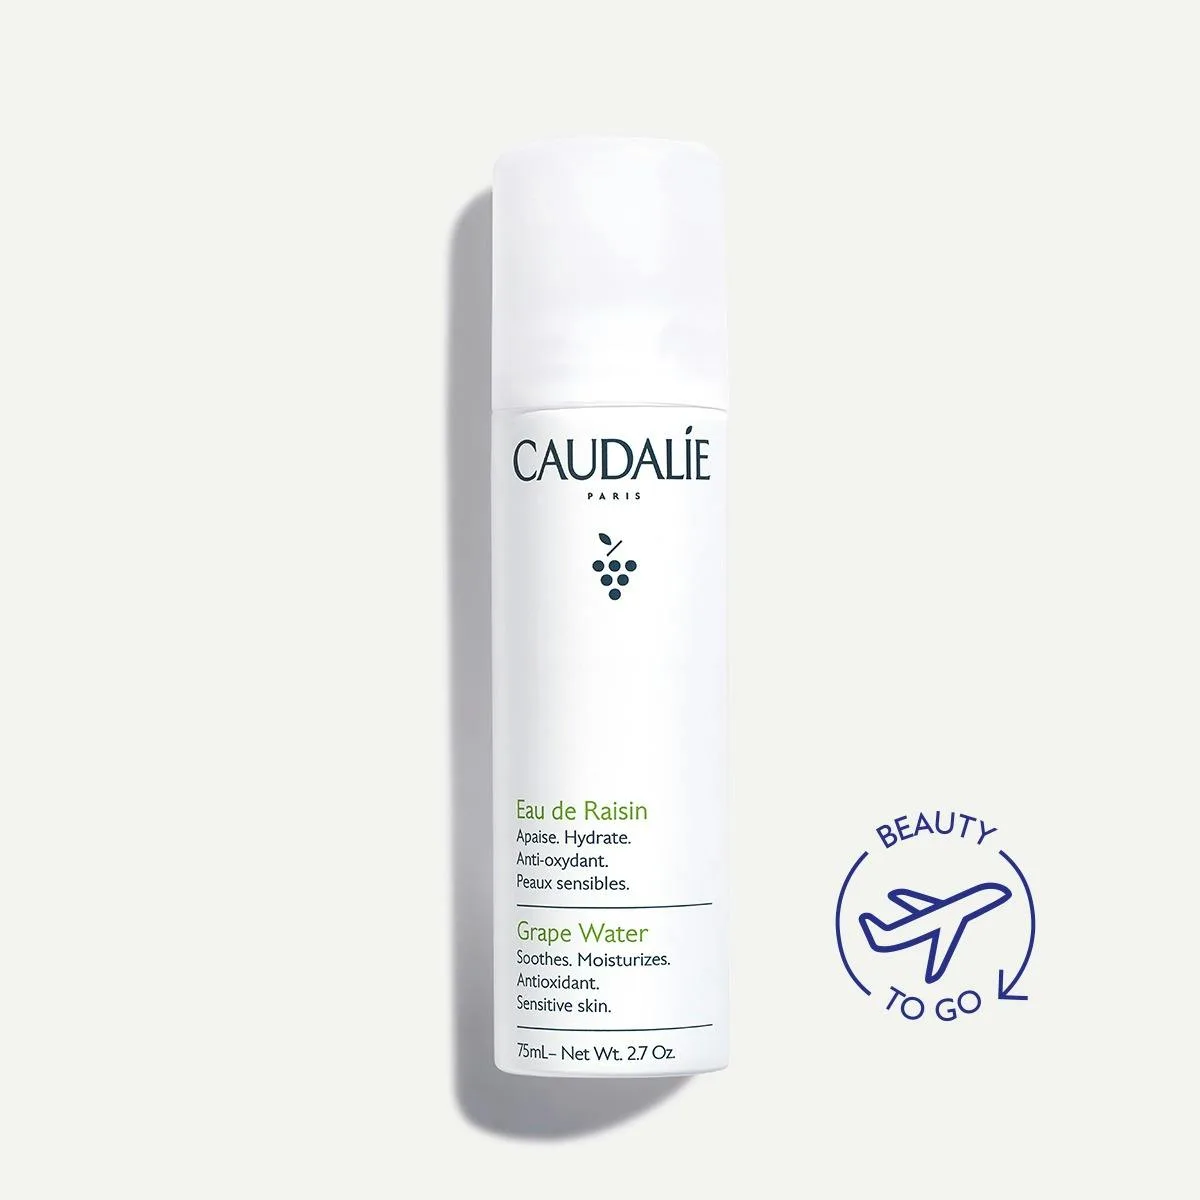 CAUDALÍE
PARIS
Eau de Raisin
Apaise. Hydrate.
Anti-oxydant.
Peaux sensibles.
Grape Water
Soothes. Moisturizes.
Antioxidant.
Sensitive skin.
75mL– Net Wt. 2.7 Oz.
BEAUTY
TO GO